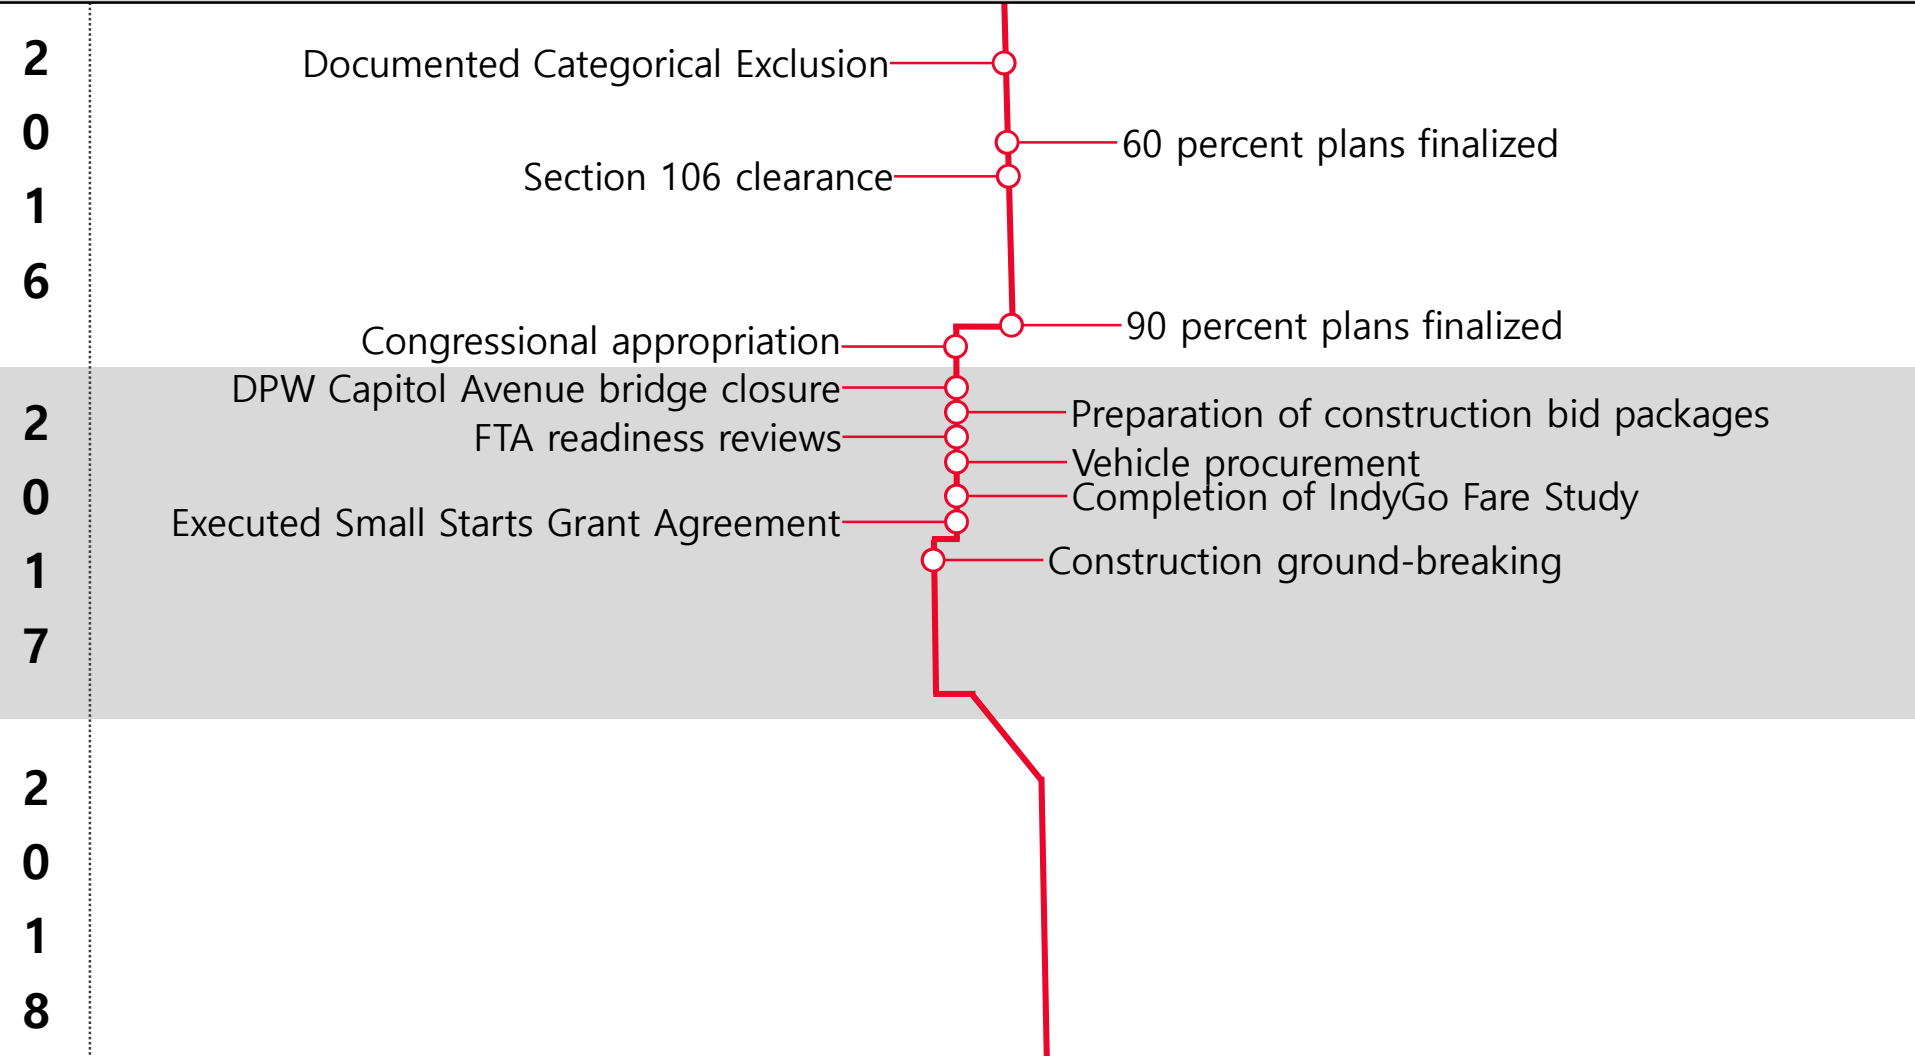 2
0
1
6
Documented Categorical Exclusion
60 percent plans finalized
Section 106 clearance
90 percent plans finalized
Congressional appropriation
2
0
1
7
DPW Capitol Avenue bridge closure
Preparation of construction bid packages
FTA readiness reviews
Vehicle procurement
Completion of IndyGo Fare Study
Executed Small Starts Grant Agreement
Construction ground-breaking
2
0
1
8